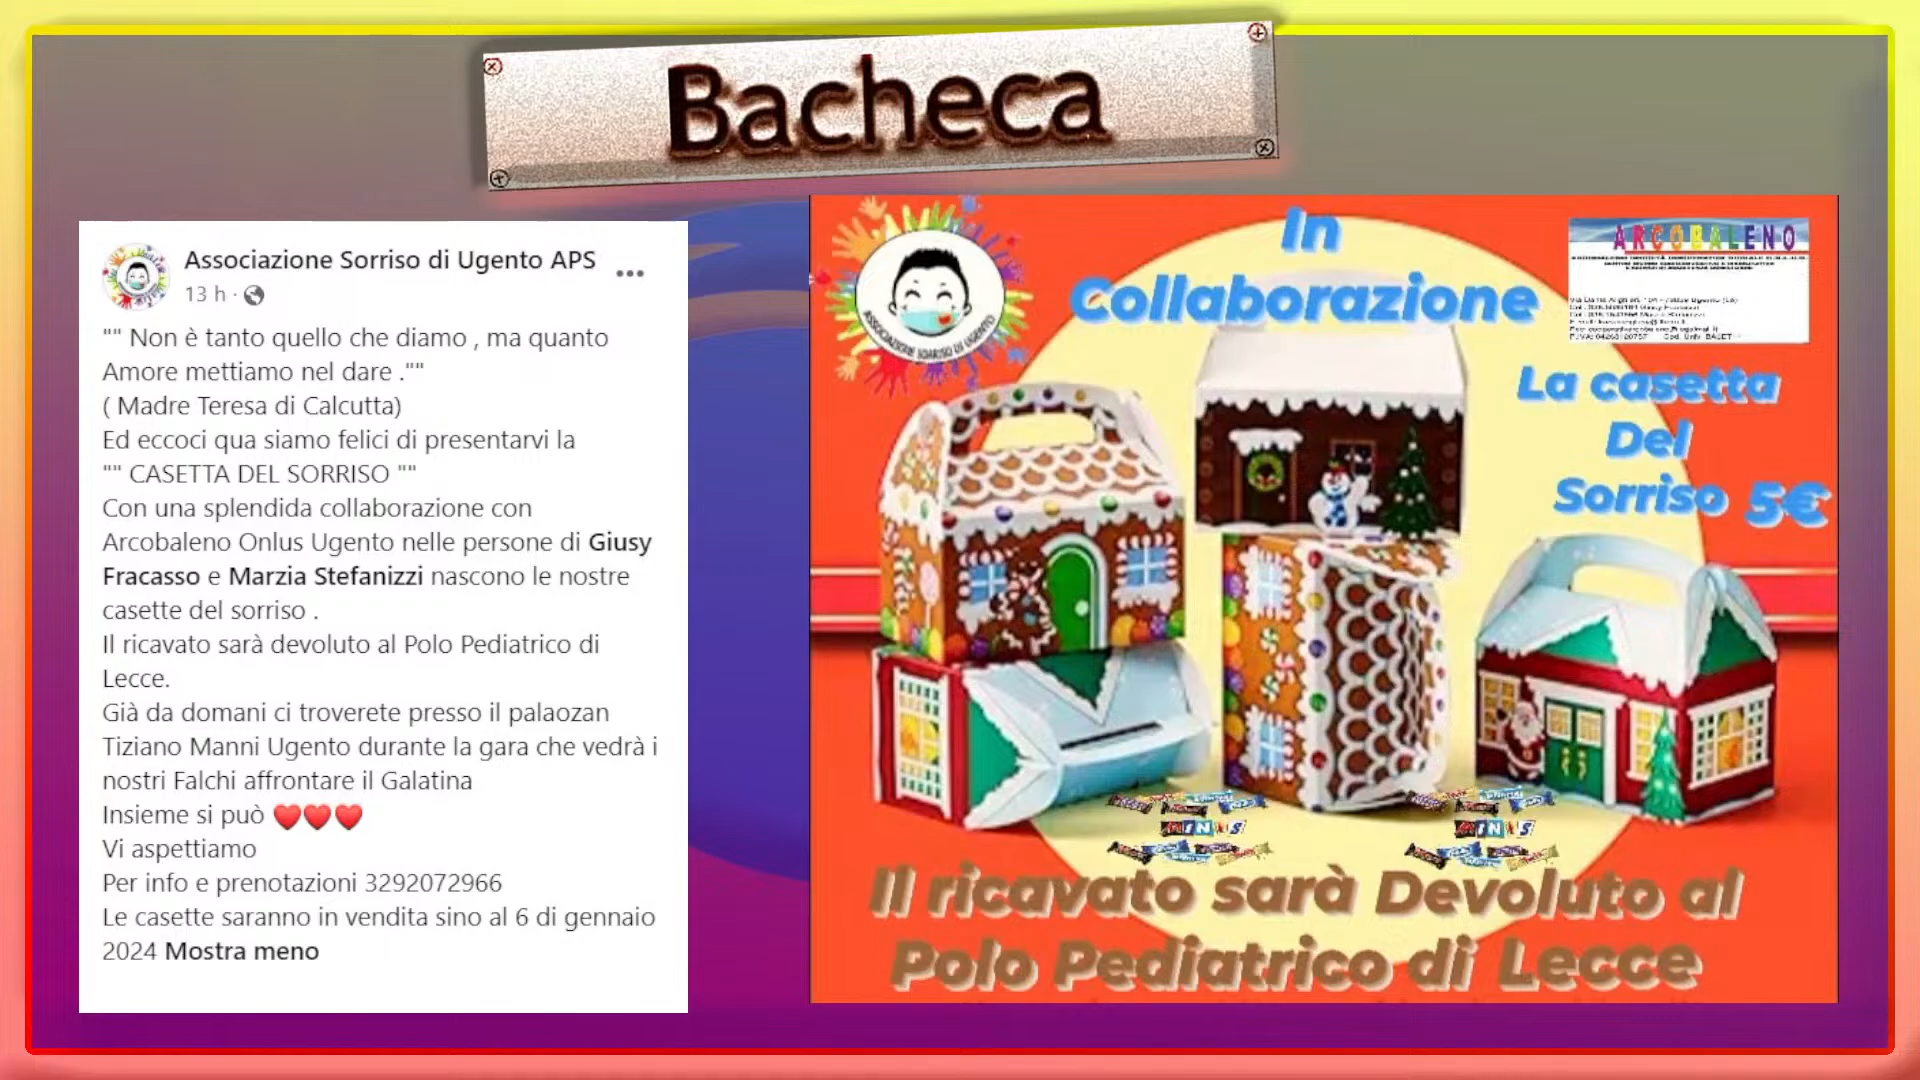 Bacheca
Associazione Sorriso di Ugento APS
13 h ·
"" Non è tanto quello che diamo , ma quanto
Amore mettiamo nel dare .""
( Madre Teresa di Calcutta)
Ed eccoci qua siamo felici di presentarvi la
"" CASETTA DEL SORRISO ""
Con una splendida collaborazione con
Arcobaleno Onlus Ugento nelle persone di Giusy
Fracasso e Marzia Stefanizzi nascono le nostre
casette del sorriso .
Il ricavato sarà devoluto al Polo Pediatrico di
Lecce.
Già da domani ci troverete presso il palaozan
Tiziano Manni Ugento durante la gara che vedrà i
nostri Falchi affrontare il Galatina
Insieme si può ❤️❤️❤️
Vi aspettiamo
Per info e prenotazioni 3292072966
Le casette saranno in vendita sino al 6 di gennaio
2024 Mostra meno
ASSOCIAZIONE SORRISO DI UGENTO
In
Collaborazione
ARCOBALENO
La casetta
Del
Sorriso 5€
MINIS
MINIS
Il ricavato sarà Devoluto al
Polo Pediatrico di Lecce